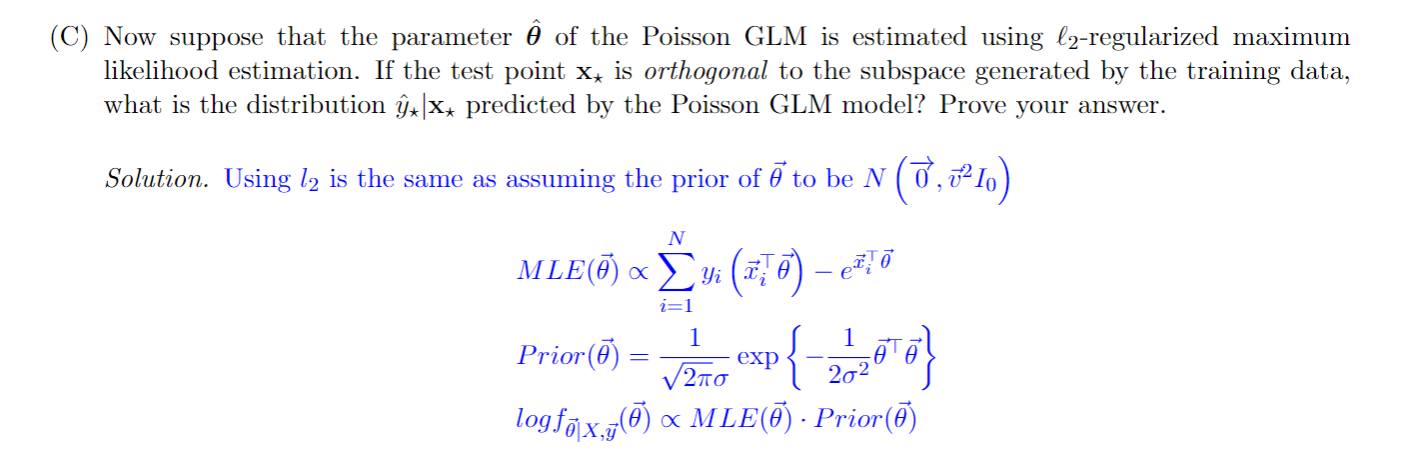 (C) Now suppose that the parameter $\hat{\boldsymbol{\theta}}$ of the Poisson GLM is estimated using $\ell_2$-regularized maximum
likelihood estimation. If the test point $\mathbf{x}_\star$ is orthogonal to the subspace generated by the training data,
what is the distribution $\hat{y}_\star|\mathbf{x}_\star$ predicted by the Poisson GLM model? Prove your answer.
Solution. Using $l_2$ is the same as assuming the prior of $\vec{\theta}$ to be $N\left(\overrightarrow{0}, \vec{v}^2 I_0\right)$
$MLE(\vec{\theta}) \propto \sum_{i=1}^{N} y_i \left(\vec{x}_i^\top \vec{\theta}\right) - e^{\vec{x}_i^\top \vec{\theta}}$
$Prior(\vec{\theta}) = \frac{1}{\sqrt{2\pi}\sigma} \exp\left\{-\frac{1}{2\sigma^2} \vec{\theta}^\top \vec{\theta}\right\}$
$log f_{\vec{\theta}|X,\vec{y}}(\vec{\theta}) \propto MLE(\vec{\theta}) \cdot Prior(\vec{\theta})$